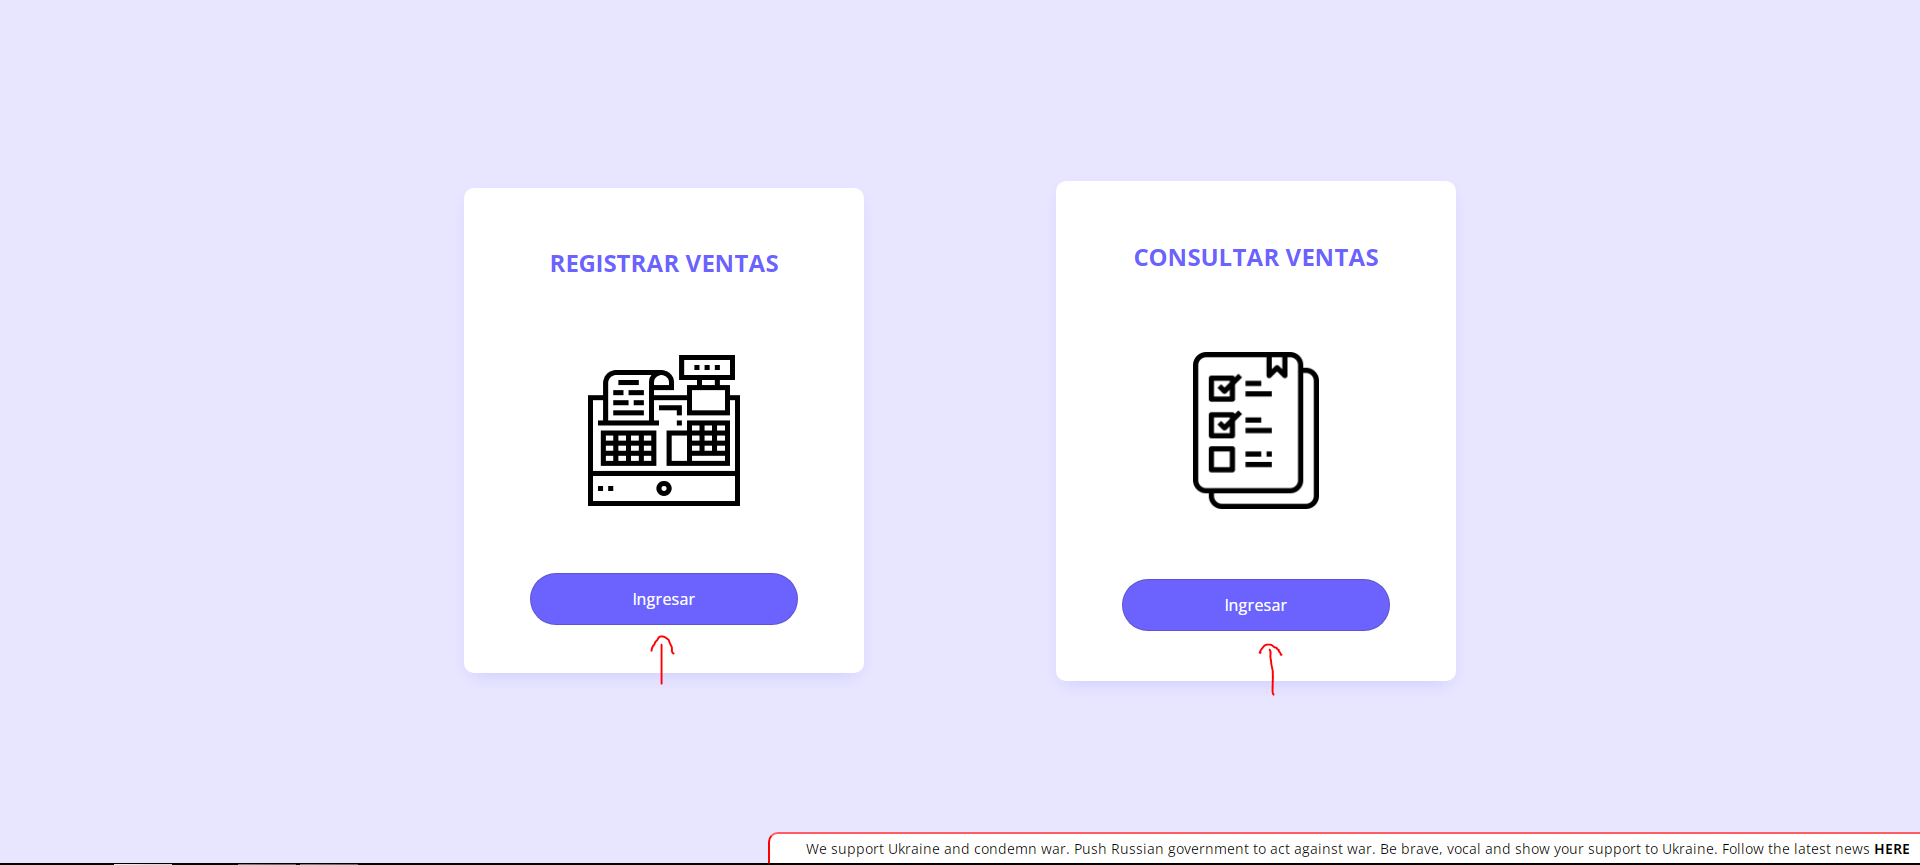 REGISTRAR VENTAS
Ingresar
CONSULTAR VENTAS
Ingresar
We support Ukraine and condemn war. Push Russian government to act against war. Be brave, vocal and show your support to Ukraine. Follow the latest news HERE